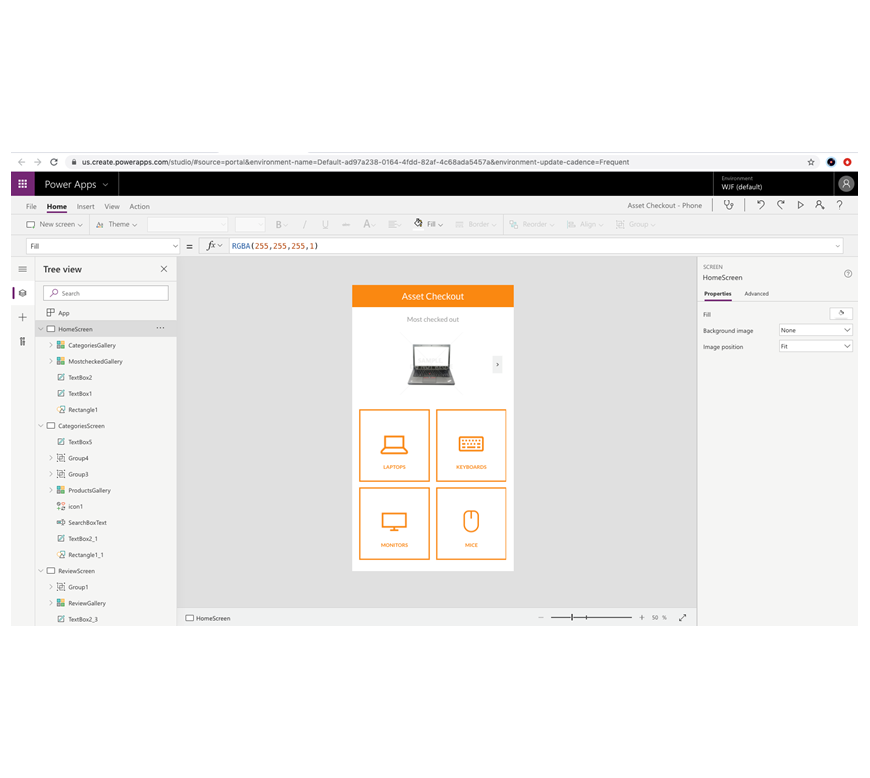 us.create.powerapps.com/studio/#source=portal&environment-name=Default-ad97a238-0164-4fdd-82af-4c68ada5457a&environment-update-cadence=Frequent
Power Apps
Environment
WJF (default)
File Home Insert View Action
Asset Checkout - Phone
New screen Theme B / U abc A Fill Border Reorder Align Group
Fill = fx RGBA(255,255,255,1)
Tree view
Search
App
HomeScreen
CategoriesGallery
MostcheckedGallery
TextBox2
TextBox1
Rectangle1
CategoriesScreen
TextBox5
Group4
Group3
ProductsGallery
icon1
SearchBoxText
TextBox2_1
Rectangle1_1
ReviewScreen
Group1
ReviewGallery
TextBox2_3
Asset Checkout
Most checked out
LAPTOPS
KEYBOARDS
MONITORS
MICE
HomeScreen
50 %
SCREEN
HomeScreen
Properties Advanced
Fill
Background image None
Image position Fit